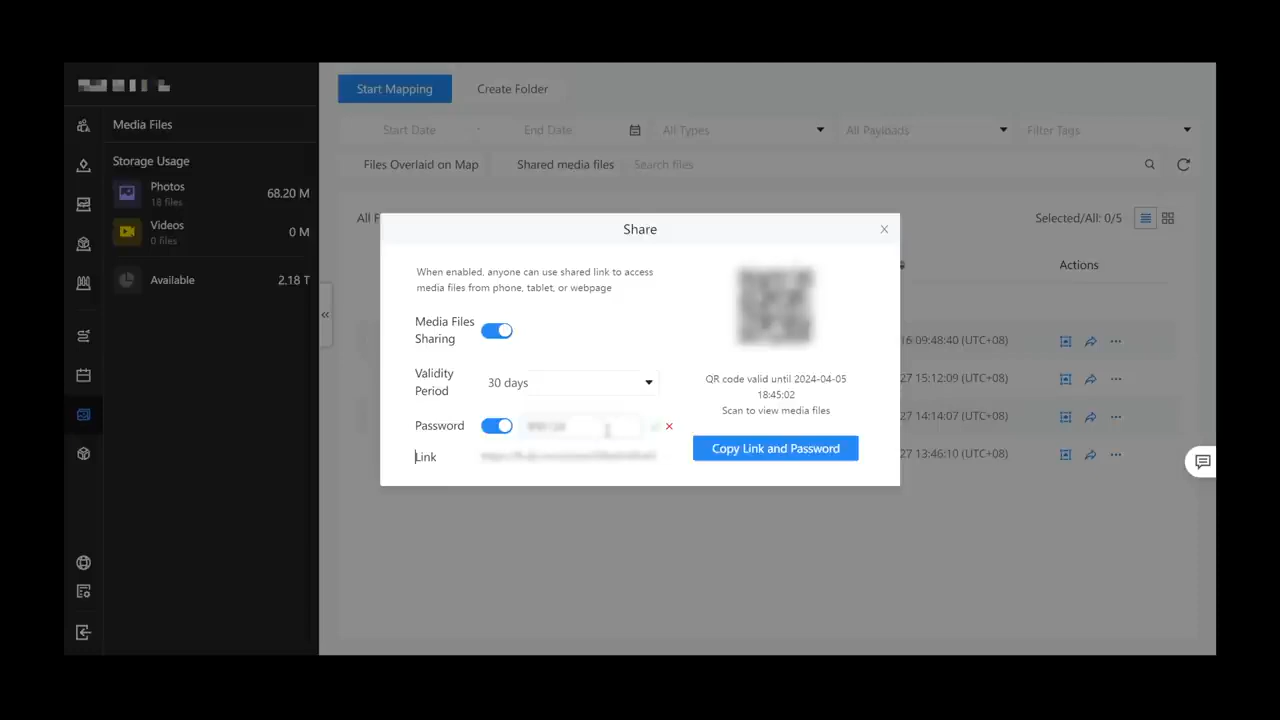 Start Mapping
Create Folder
Media Files
Start Date - End Date
All Types
All Payloads
Filter Tags
Files Overlaid on Map
Shared media files
Search files
Storage Usage
Photos
18 files
68.20 M
Videos
0 files
0 M
Available
2.18 T
All F
Selected/All: 0/5
Actions
16 09:48:40 (UTC+08)
27 15:12:09 (UTC+08)
27 14:14:07 (UTC+08)
27 13:46:10 (UTC+08)
Share
When enabled, anyone can use shared link to access
media files from phone, tablet, or webpage
Media Files
Sharing
Validity
Period
30 days
Password
Link
QR code valid until 2024-04-05
18:45:02
Scan to view media files
Copy Link and Password